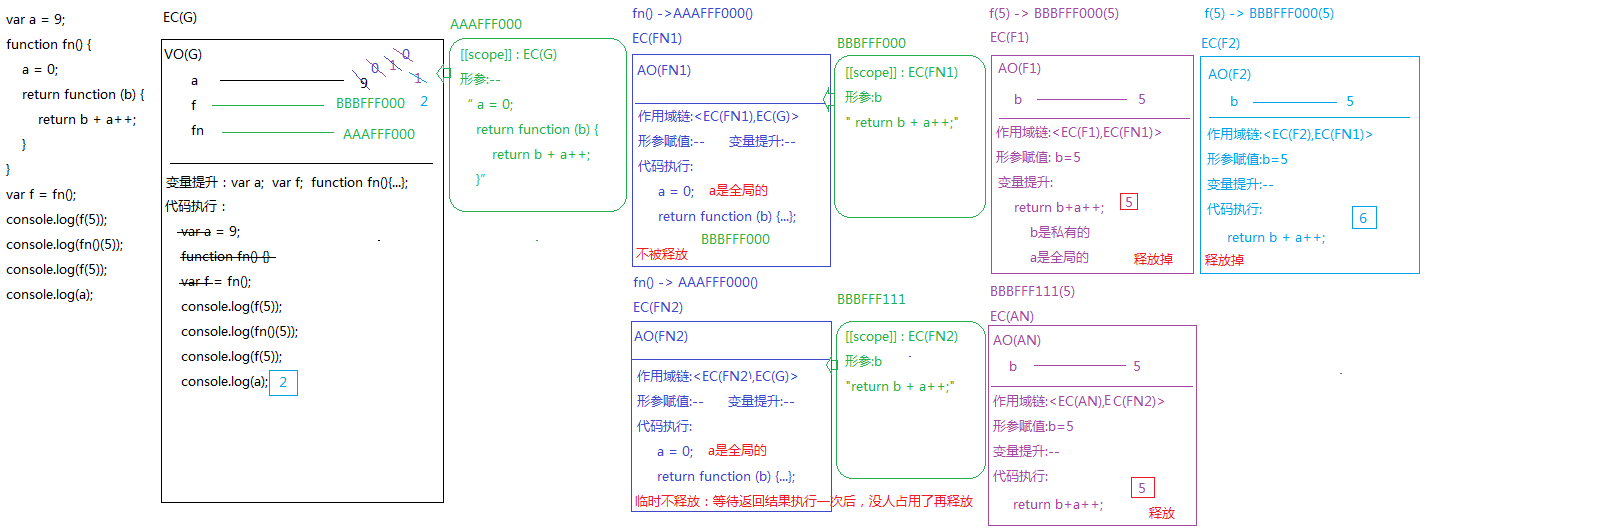 var a = 9;
function fn() {
a = 0;
return function (b) {
return b + a++;
}
}
var f = fn();
console.log(f(5));
console.log(fn()(5));
console.log(f(5));
console.log(a);
EC(G)
VO(G)
a
9
0
1
0
1
2
f
BBBFFF000
fn
AAAFFF000
变量提升：var a; var f; function fn(){...};
代码执行：
var a = 9;
function fn() {}
var f = fn();
console.log(f(5));
console.log(fn()(5));
console.log(f(5));
console.log(a);
2
AAAFFF000
[[scope]] : EC(G)
形参:--
" a = 0;
return function (b) {
return b + a++;
}"
fn() ->AAAFFF000()
EC(FN1)
AO(FN1)
作用域链:<EC(FN1),EC(G)>
形参赋值:-- 变量提升:--
代码执行:
a = 0; a是全局的
return function (b) {...};
BBBFFF000
不被释放
BBBFFF000
[[scope]] : EC(FN1)
形参:b
" return b + a++;"
f(5) -> BBBFFF000(5)
EC(F1)
AO(F1)
b 5
作用域链:<EC(F1),EC(FN1)>
形参赋值: b=5
变量提升:
return b+a++; 5
b是私有的
a是全局的
释放掉
f(5) -> BBBFFF000(5)
EC(F2)
AO(F2)
b 5
作用域链:<EC(F2),EC(FN1)>
形参赋值:b=5
变量提升:--
代码执行:
6
return b + a++;
释放掉
fn() -> AAAFFF000()
EC(FN2)
AO(FN2)
作用域链:<EC(FN2),EC(G)>
形参赋值:-- 变量提升:--
代码执行:
a = 0; a是全局的
return function (b) {...};
临时不释放：等待返回结果执行一次后，没人占用了再释放
BBBFFF111
[[scope]] : EC(FN2)
形参:b
"return b + a++;"
BBBFFF111(5)
EC(AN)
AO(AN)
b 5
作用域链:<EC(AN),EC(FN2)>
形参赋值:b=5
变量提升:--
代码执行:
5
return b+a++;
释放